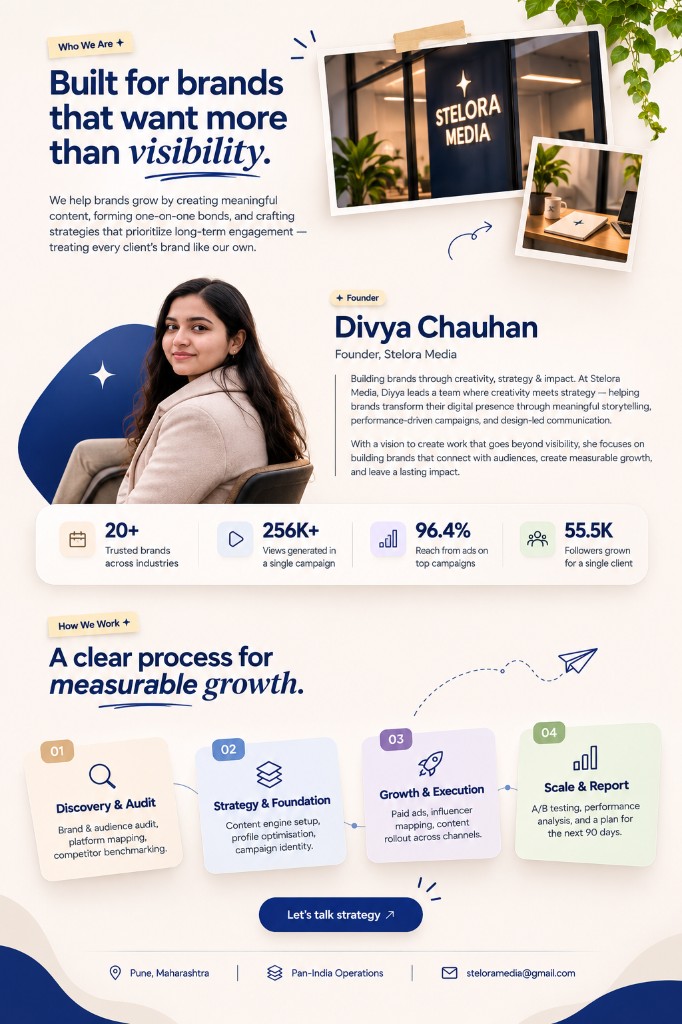 Who We Are
Built for brands
that want more
than visibility.
We help brands grow by creating meaningful
content, forming one-on-one bonds, and crafting
strategies that prioritiize long-term engagement —
treating every client's brand like our own.
STELORA
MEDIA
Founder
Divya Chauhan
Founder, Stelora Media
Building brands through creativity, strategy & impact. At Stelora
Media, Divya leads a team where creativity meets strategy — helping
brands transform their digital presence through meaningful storytelling,
performance-driven campaigns, and design-led communication.
With a vision to create work that goes beyond visibility, she focuses on
building brands that connect with audiences, create measurable growth,
and leave a lasting impact.
20+
Trusted brands
across industries
256K+
Views generated in
a single campaign
96.4%
Reach from ads on
top campaigns
55.5K
Followers grown
for a single client
How We Work
A clear process for
measurable growth.
01
Discovery & Audit
Brand & audience audit,
platform mapping,
competitor benchmarking.
02
Strategy & Foundation
Content engine setup,
profile optimisation,
campaign identity.
03
Growth & Execution
Paid ads, influencer
mapping, content
rollout across channels.
04
Scale & Report
A/B testing, performance
analysis, and a plan for
the next 90 days.
Let's talk strategy ↗
Pune, Maharashtra
Pan-India Operations
steloramedia@gmail.com